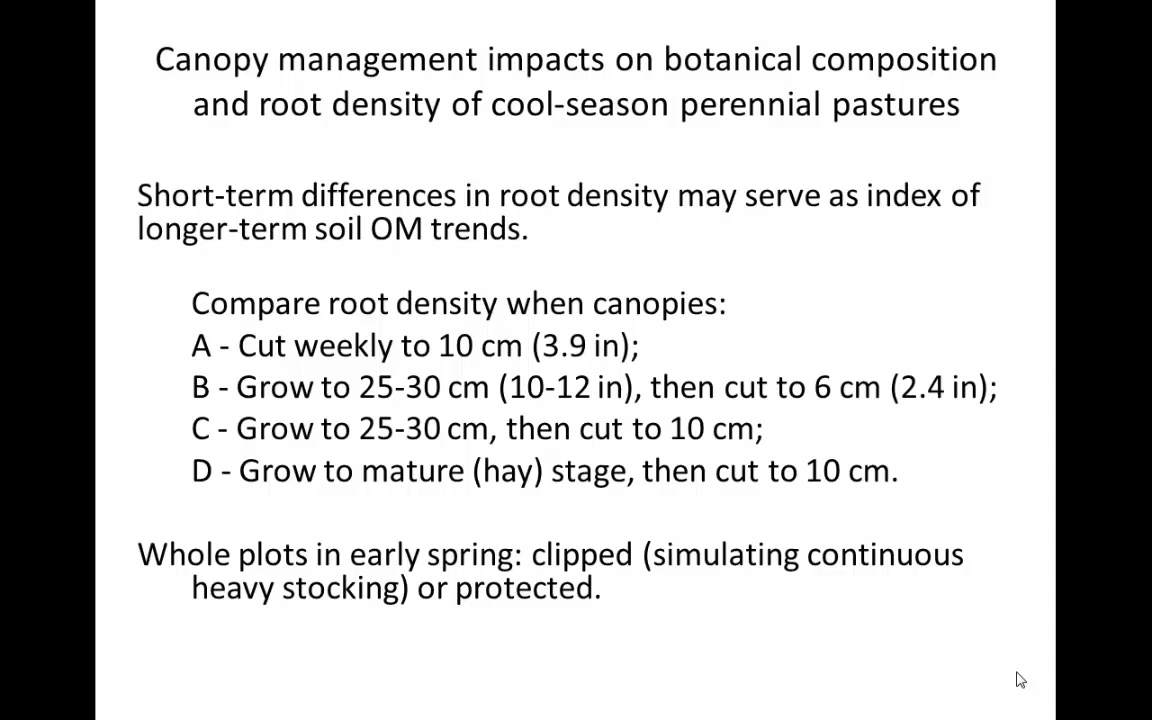 Canopy management impacts on botanical composition
and root density of cool-season perennial pastures
Short-term differences in root density may serve as index of
longer-term soil OM trends.
Compare root density when canopies:
A - Cut weekly to 10 cm (3.9 in);
B - Grow to 25-30 cm (10-12 in), then cut to 6 cm (2.4 in);
C - Grow to 25-30 cm, then cut to 10 cm;
D - Grow to mature (hay) stage, then cut to 10 cm.
Whole plots in early spring: clipped (simulating continuous
heavy stocking) or protected.